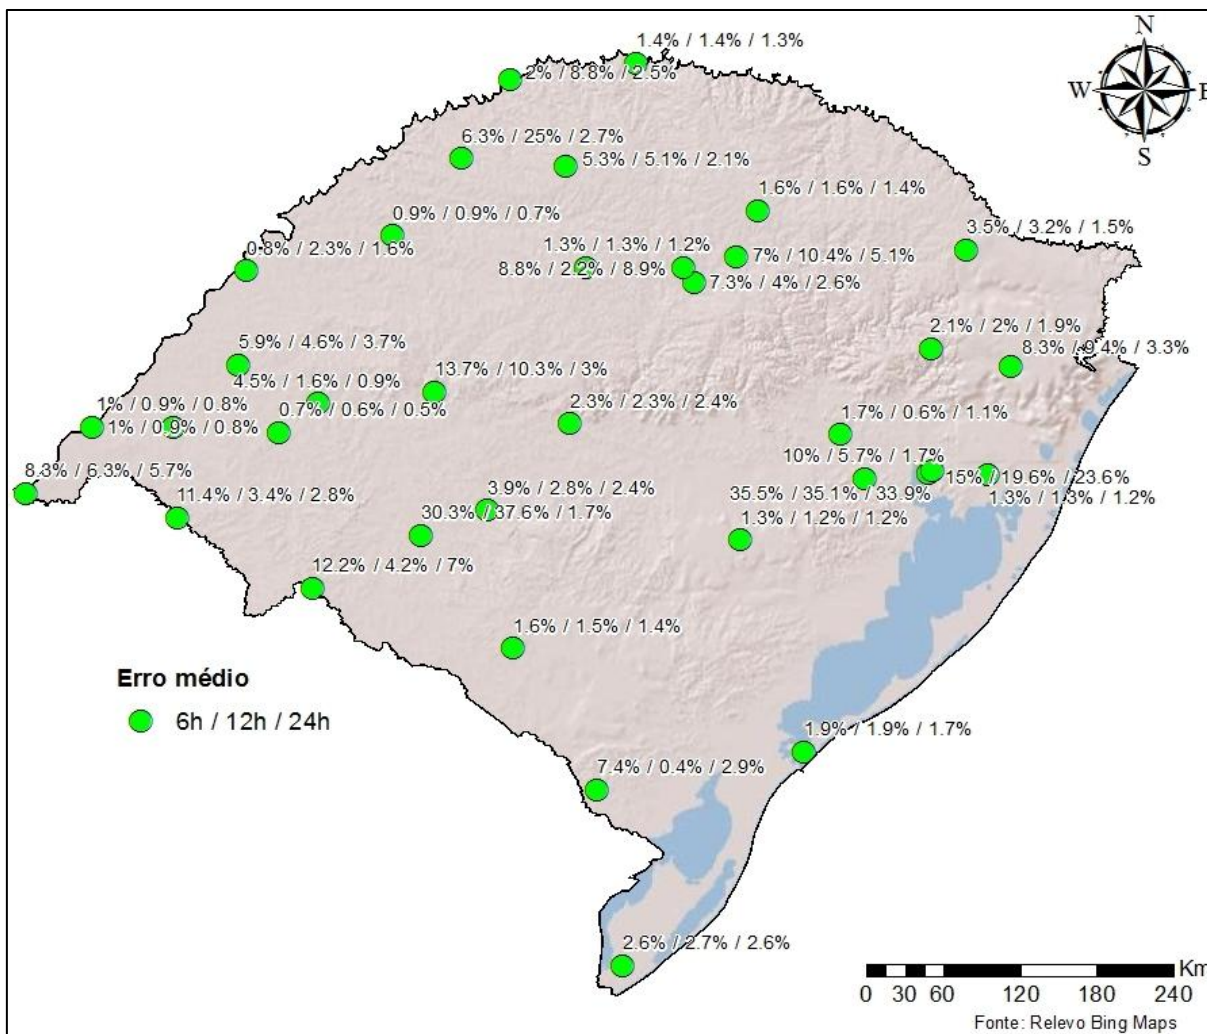 N
W
E
S
1.4% / 1.4% / 1.3%
2% / 8.8% / 2.5%
6.3% / 25% / 2.7%
5.3% / 5.1% / 2.1%
1.6% / 1.6% / 1.4%
0.9% / 0.9% / 0.7%
3.5% / 3.2% / 1.5%
0.8% / 2.3% / 1.6%
1.3% / 1.3% / 1.2%
7% / 10.4% / 5.1%
8.8% / 2.2% / 8.9%
7.3% / 4% / 2.6%
2.1% / 2% / 1.9%
8.3% / 9.4% / 3.3%
5.9% / 4.6% / 3.7%
13.7% / 10.3% / 3%
4.5% / 1.6% / 0.9%
1% / 0.9% / 0.8%
0.7% / 0.6% / 0.5%
2.3% / 2.3% / 2.4%
1.7% / 0.6% / 1.1%
1% / 0.9% / 0.8%
10% / 5.7% / 1.7%
8.3% / 6.3% / 5.7%
15% / 19.6% / 23.6%
11.4% / 3.4% / 2.8%
3.9% / 2.8% / 2.4%
35.5% / 35.1% / 33.9%
1.3% / 1.3% / 1.2%
30.3% / 37.6% / 1.7%
1.3% / 1.2% / 1.2%
12.2% / 4.2% / 7%
1.6% / 1.5% / 1.4%
Erro médio
6h / 12h / 24h
1.9% / 1.9% / 1.7%
7.4% / 0.4% / 2.9%
2.6% / 2.7% / 2.6%
Km
0 30 60 120 180 240
Fonte: Relevo Bing Maps